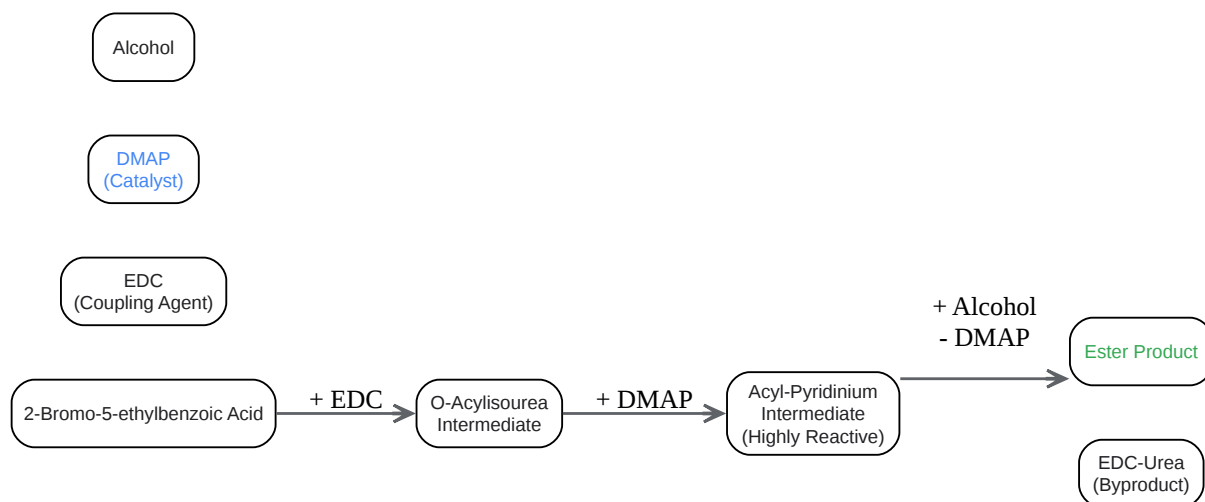 Alcohol
DMAP
(Catalyst)
EDC
(Coupling Agent)
2-Bromo-5-ethylbenzoic Acid
+ EDC
O-Acylisourea
Intermediate
+ DMAP
Acyl-Pyridinium
Intermediate
(Highly Reactive)
+ Alcohol
- DMAP
Ester Product
EDC-Urea
(Byproduct)